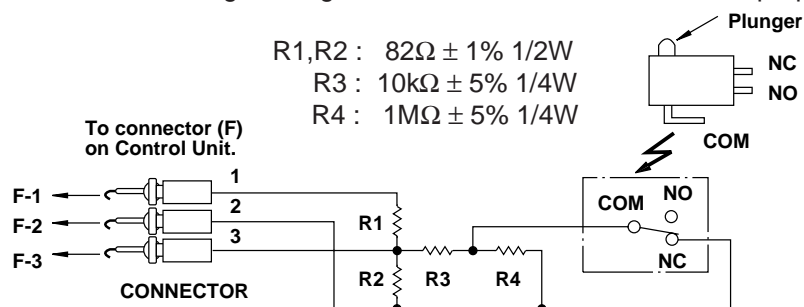 Plunger
R1,R2 : 82Ω ± 1% 1/2W
NC
R3 : 10kΩ ± 5% 1/4W
NO
R4 : 1MΩ ± 5% 1/4W
To connector (F)
on Control Unit.
COM
1
F-1
NO
COM
2
F-2
R1
3
F-3
NC
R2
R3
R4
CONNECTOR